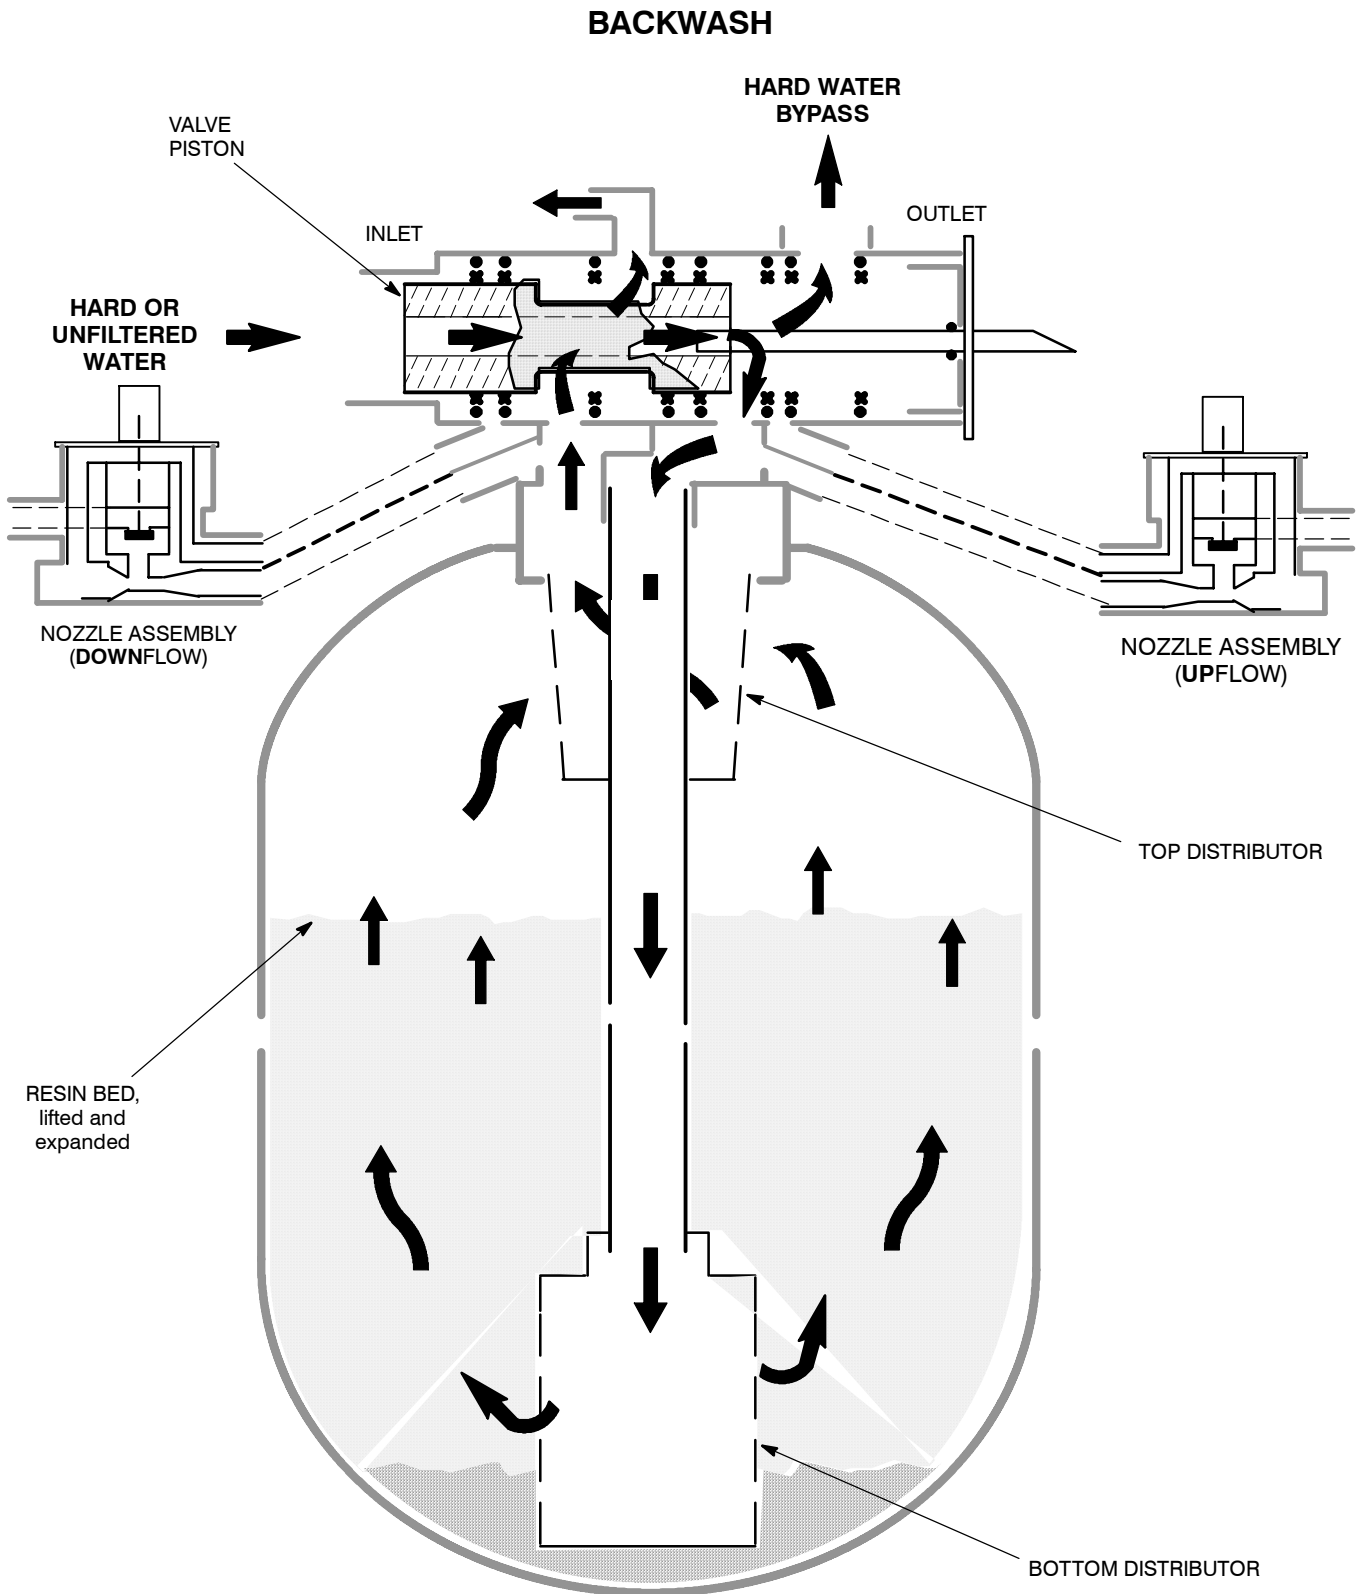 BACKWASH
HARD WATER
BYPASS
VALVE
PISTON
INLET
OUTLET
HARD OR
UNFILTERED
WATER
NOZZLE ASSEMBLY
(DOWNFLOW)
NOZZLE ASSEMBLY
(UPFLOW)
TOP DISTRIBUTOR
RESIN BED,
lifted and
expanded
BOTTOM DISTRIBUTOR